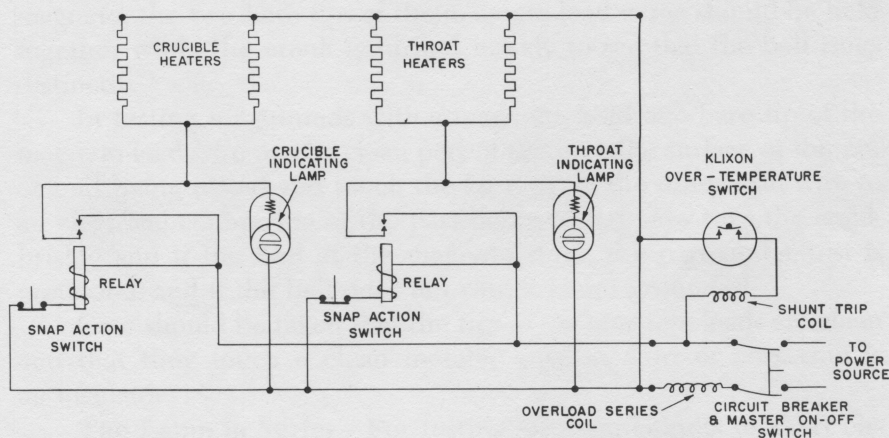 CRUCIBLE
HEATERS
THROAT
HEATERS
CRUCIBLE
INDICATING
LAMP
THROAT
INDICATING
LAMP
KLIXON
OVER-TEMPERATURE
SWITCH
RELAY
RELAY
SNAP ACTION
SWITCH
SNAP ACTION
SWITCH
SHUNT TRIP
COIL
TO
POWER
SOURCE
OVERLOAD SERIES
COIL
CIRCUIT BREAKER
& MASTER ON-OFF
SWITCH